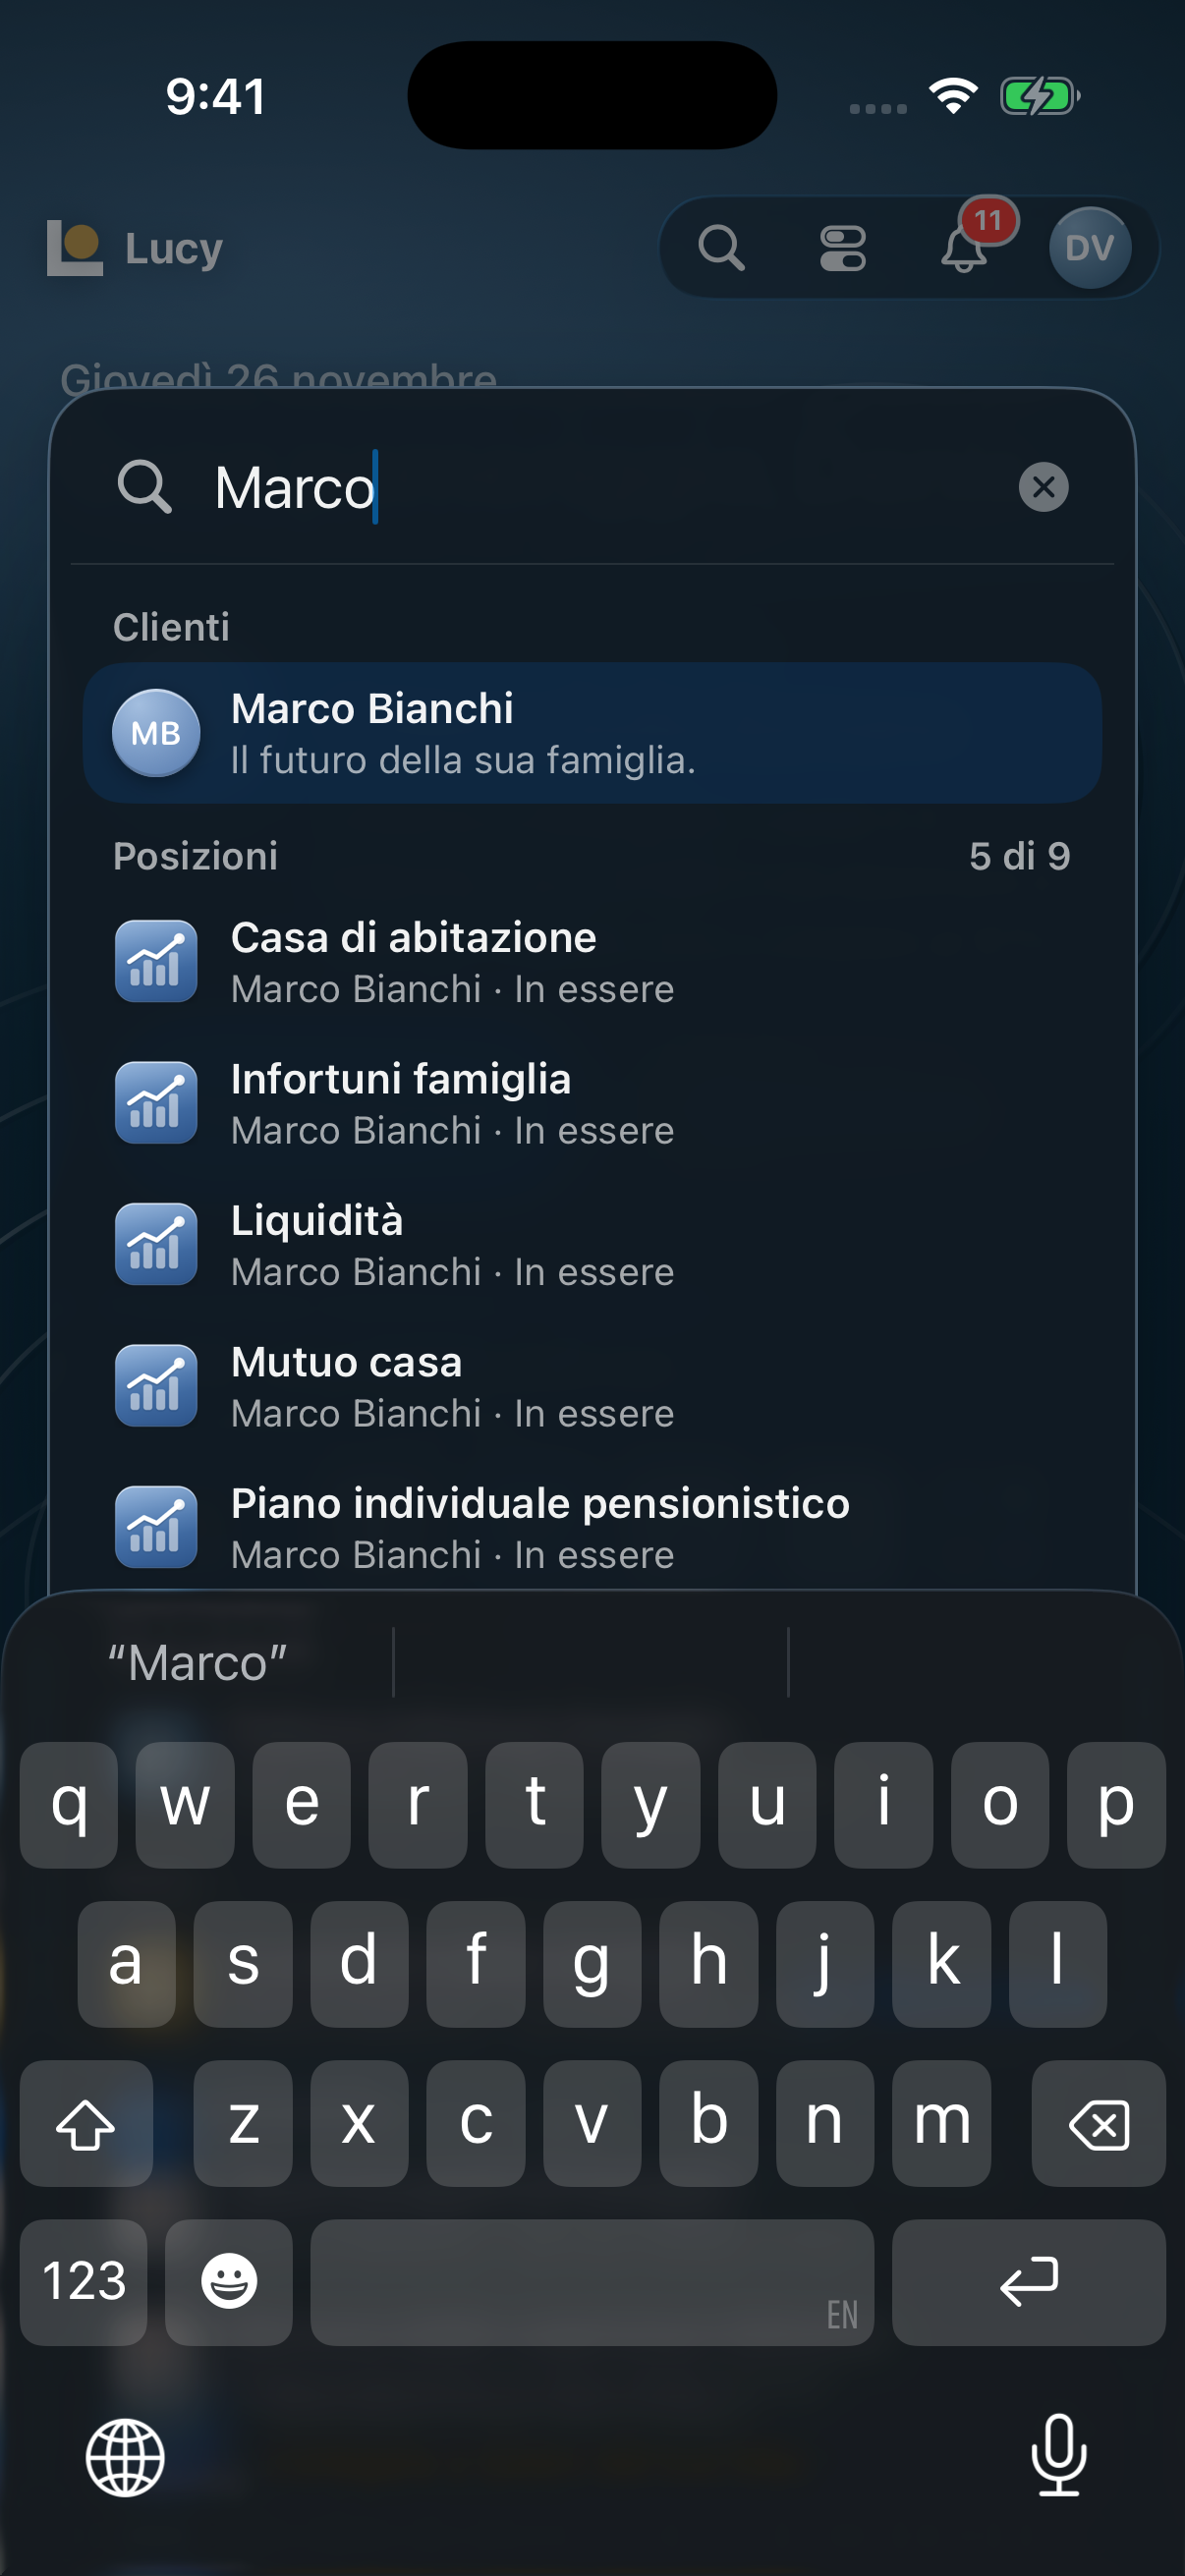 9:41
Lucy
11
DV
Giovedì 26 novembre
Marco
Clienti
MB
Marco Bianchi
Il futuro della sua famiglia.
Posizioni
5 di 9
Casa di abitazione
Marco Bianchi · In essere
Infortuni famiglia
Marco Bianchi · In essere
Liquidità
Marco Bianchi · In essere
Mutuo casa
Marco Bianchi · In essere
Piano individuale pensionistico
Marco Bianchi · In essere
“Marco”
q w e r t y u i o p
a s d f g h j k l
z x c v b n m
123
EN